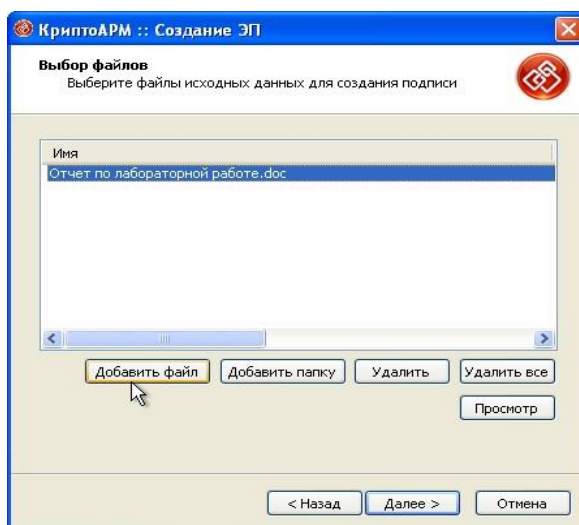 КриптоАРМ :: Создание ЭП
Выбор файлов
Выберите файлы исходных данных для создания подписи
Имя
Отчет по лабораторной работе.doc
Добавить файл Добавить папку Удалить Удалить все
Просмотр
< Назад Далее > Отмена